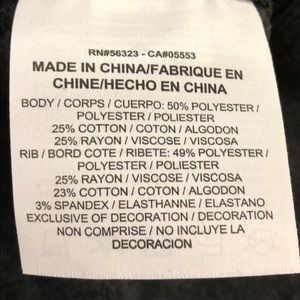 RN#56323 - CA#05553
MADE IN CHINA/FABRIQUE EN
CHINE/HECHO EN CHINA
BODY / CORPS / CUERPO: 50% POLYESTER /
POLYESTER / POLIESTER
25% COTTON / COTON / ALGODON
25% RAYON / VISCOSE / VISCOSA
RIB / BORD COTE / RIBETE: 49% POLYESTER /
POLYESTER / POLIESTER
25% RAYON / VISCOSE / VISCOSA
23% COTTON / COTON / ALGODON
3% SPANDEX / ELASTHANNE / ELASTANO
EXCLUSIVE OF DECORATION / DECORATION
NON COMPRISE / NO INCLUYE LA
DECORACION